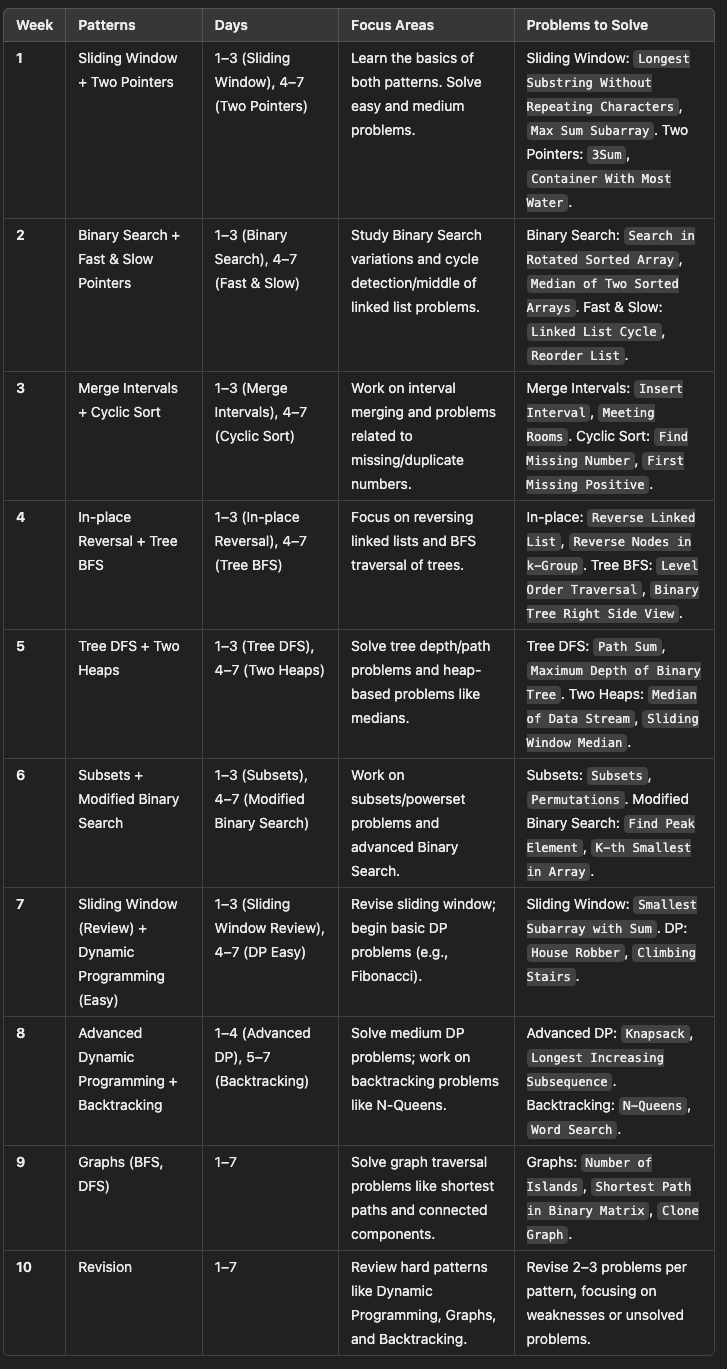 Week Patterns Days Focus Areas Problems to Solve
1
Sliding Window
+ Two Pointers
1–3 (Sliding
Window), 4–7
(Two Pointers)
Learn the basics of
both patterns. Solve
easy and medium
problems.
Sliding Window: Longest
Substring Without
Repeating Characters,
Max Sum Subarray. Two
Pointers: 3Sum,
Container With Most
Water.
2
Binary Search +
Fast & Slow
Pointers
1–3 (Binary
Search), 4–7
(Fast & Slow)
Study Binary Search
variations and cycle
detection/middle of
linked list problems.
Binary Search: Search in
Rotated Sorted Array,
Median of Two Sorted
Arrays. Fast & Slow:
Linked List Cycle,
Reorder List.
3
Merge Intervals
+ Cyclic Sort
1–3 (Merge
Intervals), 4–7
(Cyclic Sort)
Work on interval
merging and problems
related to
missing/duplicate
numbers.
Merge Intervals: Insert
Interval, Meeting
Rooms. Cyclic Sort: Find
Missing Number, First
Missing Positive.
4
In-place
Reversal + Tree
BFS
1–3 (In-place
Reversal), 4–7
(Tree BFS)
Focus on reversing
linked lists and BFS
traversal of trees.
In-place: Reverse Linked
List, Reverse Nodes in
k-Group. Tree BFS: Level
Order Traversal, Binary
Tree Right Side View.
5
Tree DFS + Two
Heaps
1–3 (Tree DFS),
4–7 (Two Heaps)
Solve tree depth/path
problems and heap-
based problems like
medians.
Tree DFS: Path Sum,
Maximum Depth of Binary
Tree. Two Heaps: Median
of Data Stream, Sliding
Window Median.
6
Subsets +
Modified Binary
Search
1–3 (Subsets),
4–7 (Modified
Binary Search)
Work on
subsets/powerset
problems and
advanced Binary
Search.
Subsets: Subsets,
Permutations. Modified
Binary Search: Find Peak
Element, K-th Smallest
in Array.
7
Sliding Window
(Review) +
Dynamic
Programming
(Easy)
1–3 (Sliding
Window Review),
4–7 (DP Easy)
Revise sliding window;
begin basic DP
problems (e.g.,
Fibonacci).
Sliding Window: Smallest
Subarray with Sum. DP:
House Robber, Climbing
Stairs.
8
Advanced
Dynamic
Programming +
Backtracking
1–4 (Advanced
DP), 5–7
(Backtracking)
Solve medium DP
problems; work on
backtracking problems
like N-Queens.
Advanced DP: Knapsack,
Longest Increasing
Subsequence.
Backtracking: N-Queens,
Word Search.
9
Graphs (BFS,
DFS)
1–7
Solve graph traversal
problems like shortest
paths and connected
components.
Graphs: Number of
Islands, Shortest Path
in Binary Matrix, Clone
Graph.
10
Revision
1–7
Review hard patterns
like Dynamic
Programming, Graphs,
and Backtracking.
Revise 2–3 problems per
pattern, focusing on
weaknesses or unsolved
problems.